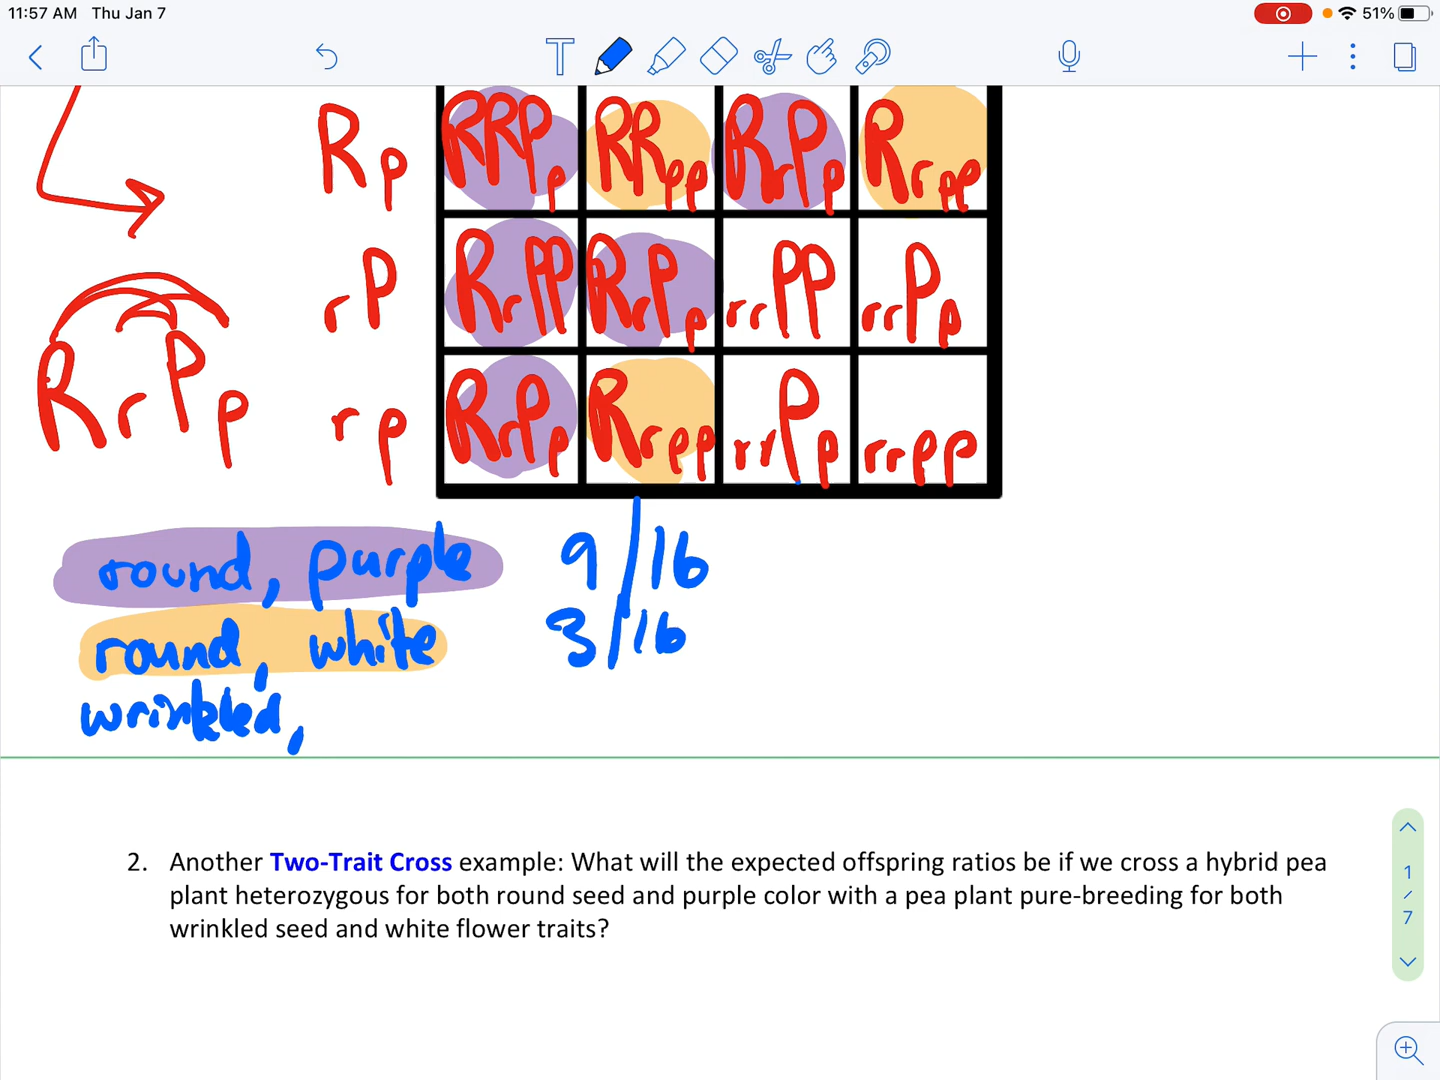 11:57 AM Thu Jan 7 51%
T
Rp RRPp RRpp RrPp Rrpp
rP RrPP RrPp rrPP rrPp
RrPp
rp RrPp Rrpp rrPp rrpp
round, purple 9/16
round, white 3/16
wrinkled,
2. Another Two-Trait Cross example: What will the expected offspring ratios be if we cross a hybrid pea
plant heterozygous for both round seed and purple color with a pea plant pure-breeding for both
wrinkled seed and white flower traits?
1
/
7